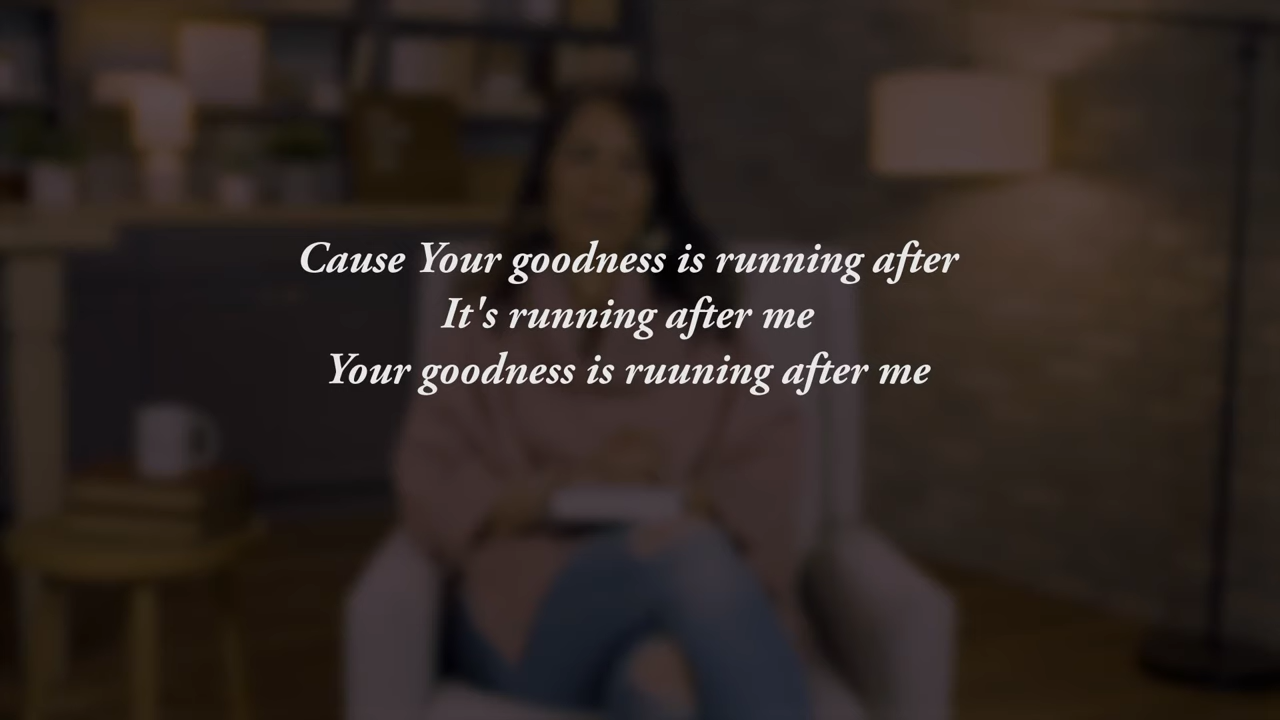 Cause Your goodness is running after
It's running after me
Your goodness is ruuning after me